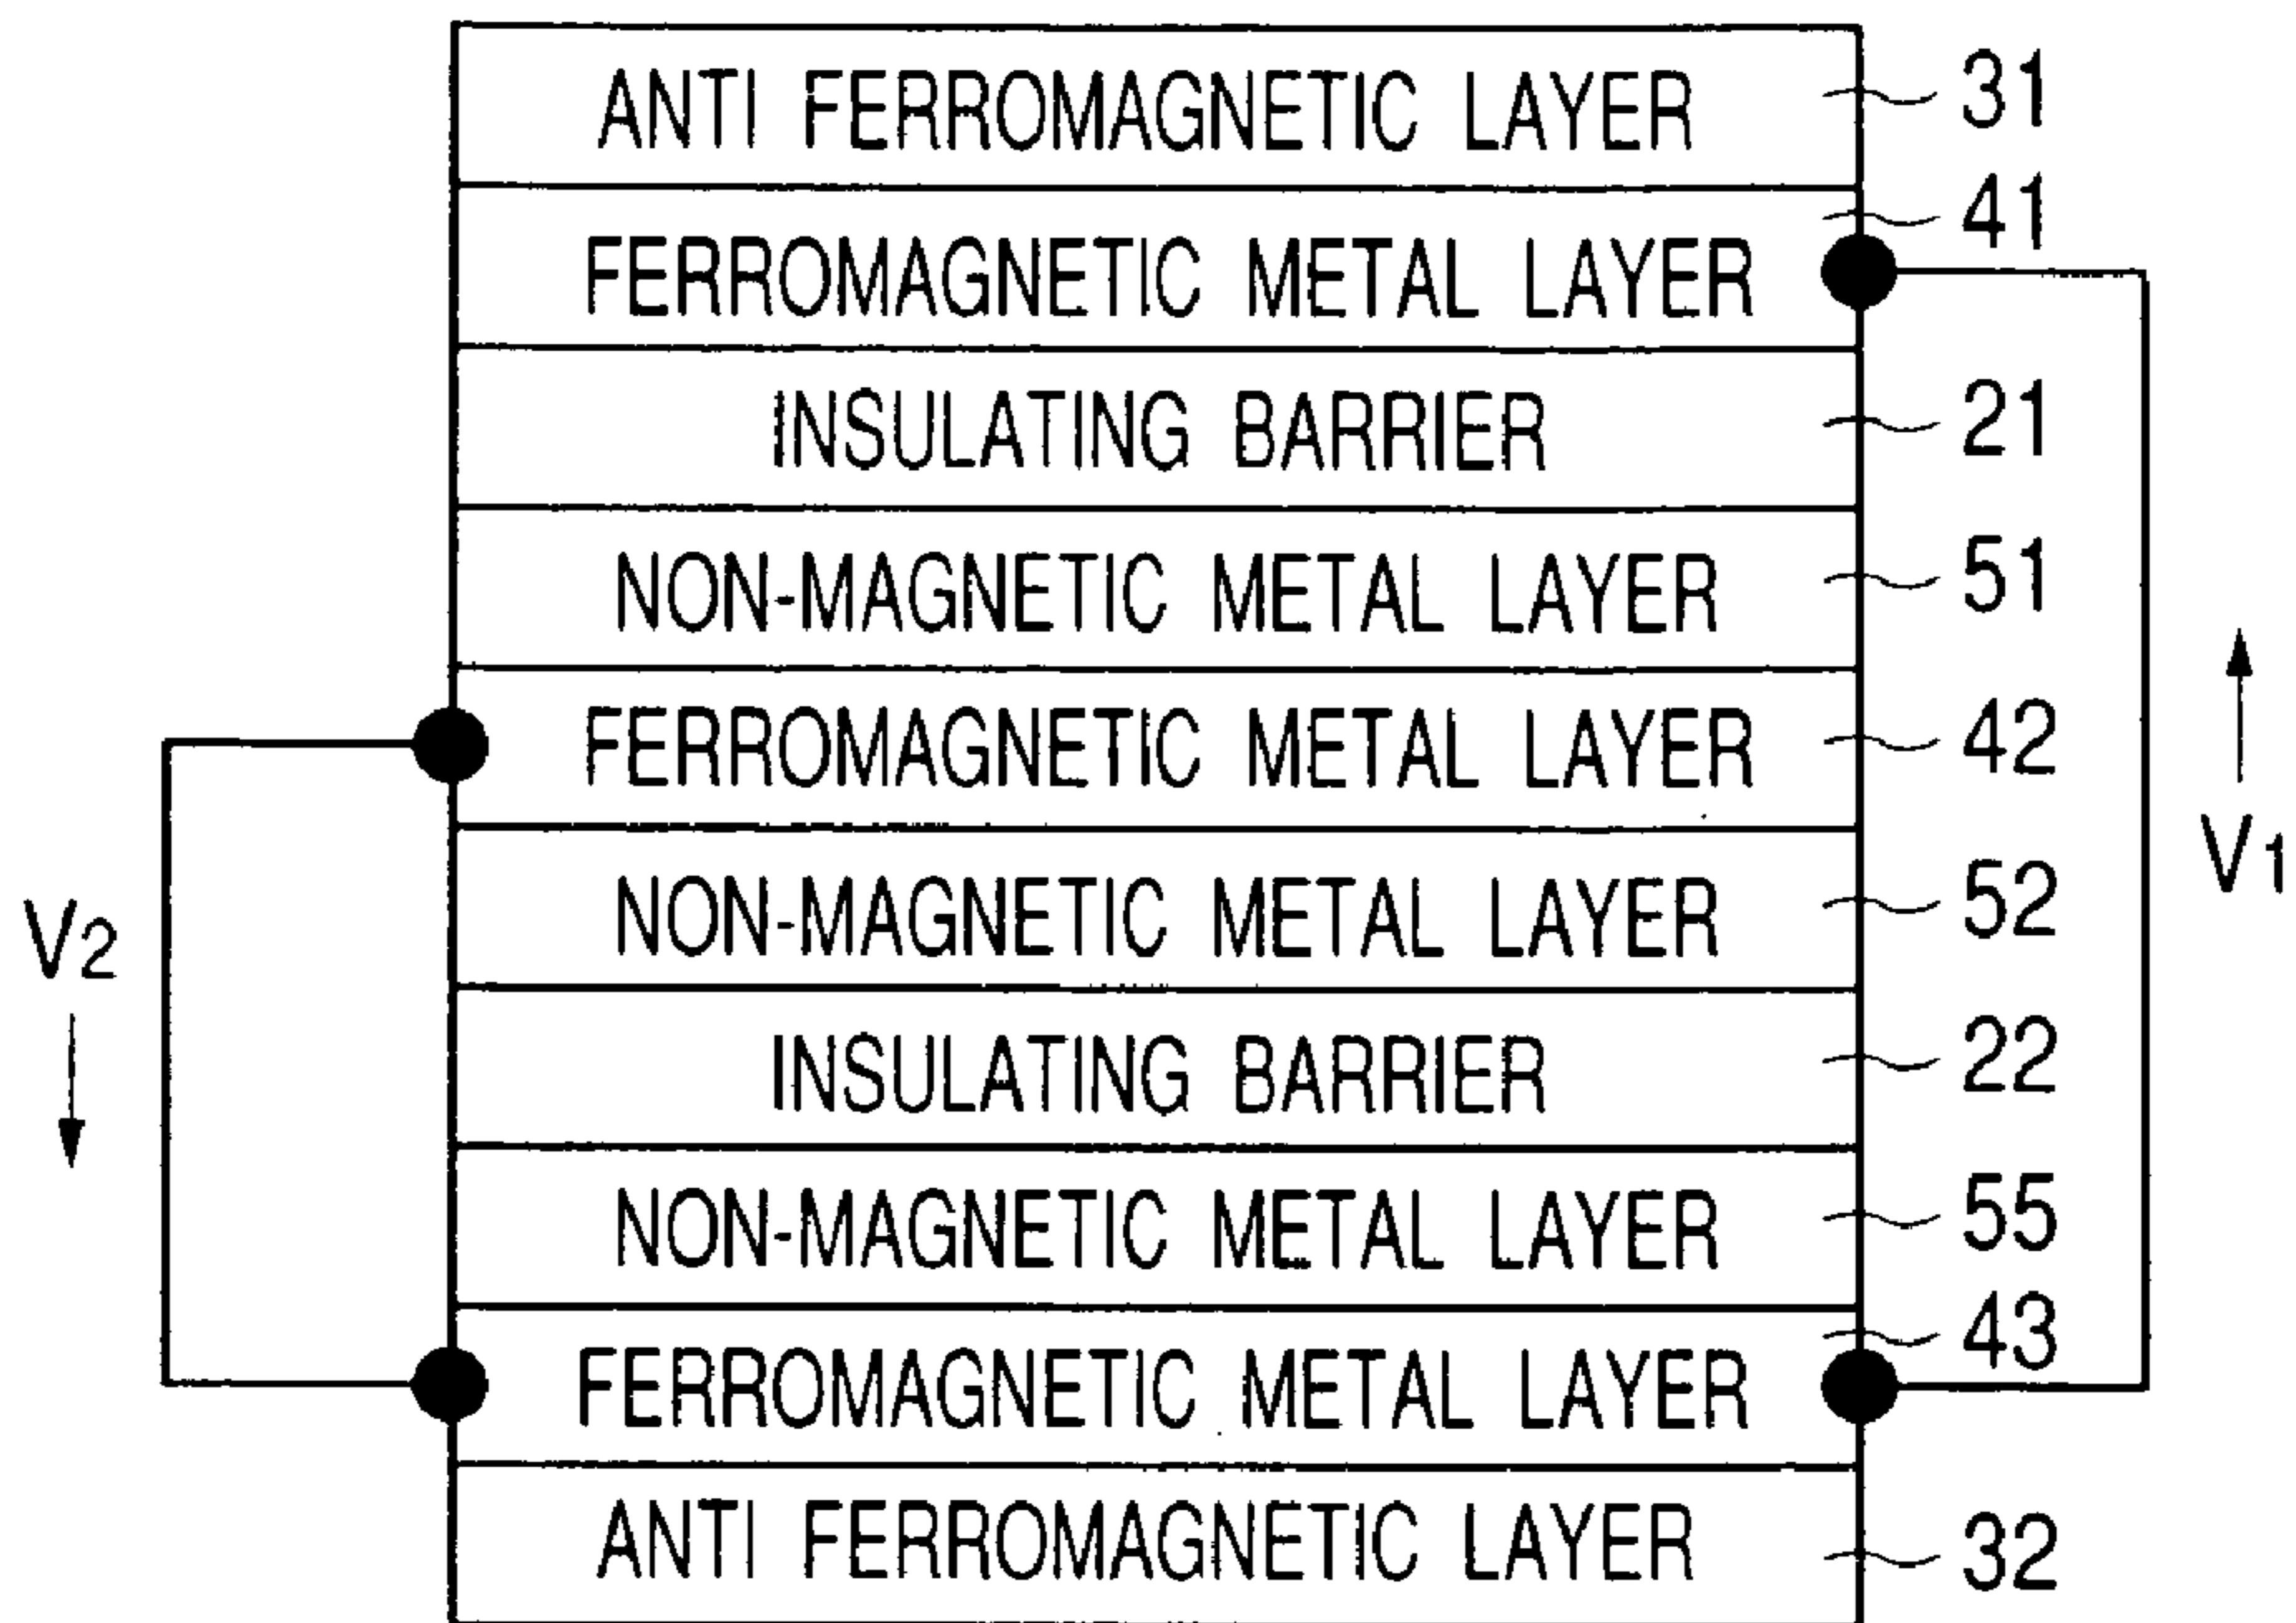 ANTI FERROMAGNETIC LAYER 31
FERROMAGNETIC METAL LAYER 41
INSULATING BARRIER 21
NON-MAGNETIC METAL LAYER 51
FERROMAGNETIC METAL LAYER 42
NON-MAGNETIC METAL LAYER 52
INSULATING BARRIER 22
NON-MAGNETIC METAL LAYER 55
FERROMAGNETIC METAL LAYER 43
ANTI FERROMAGNETIC LAYER 32
V2
V1